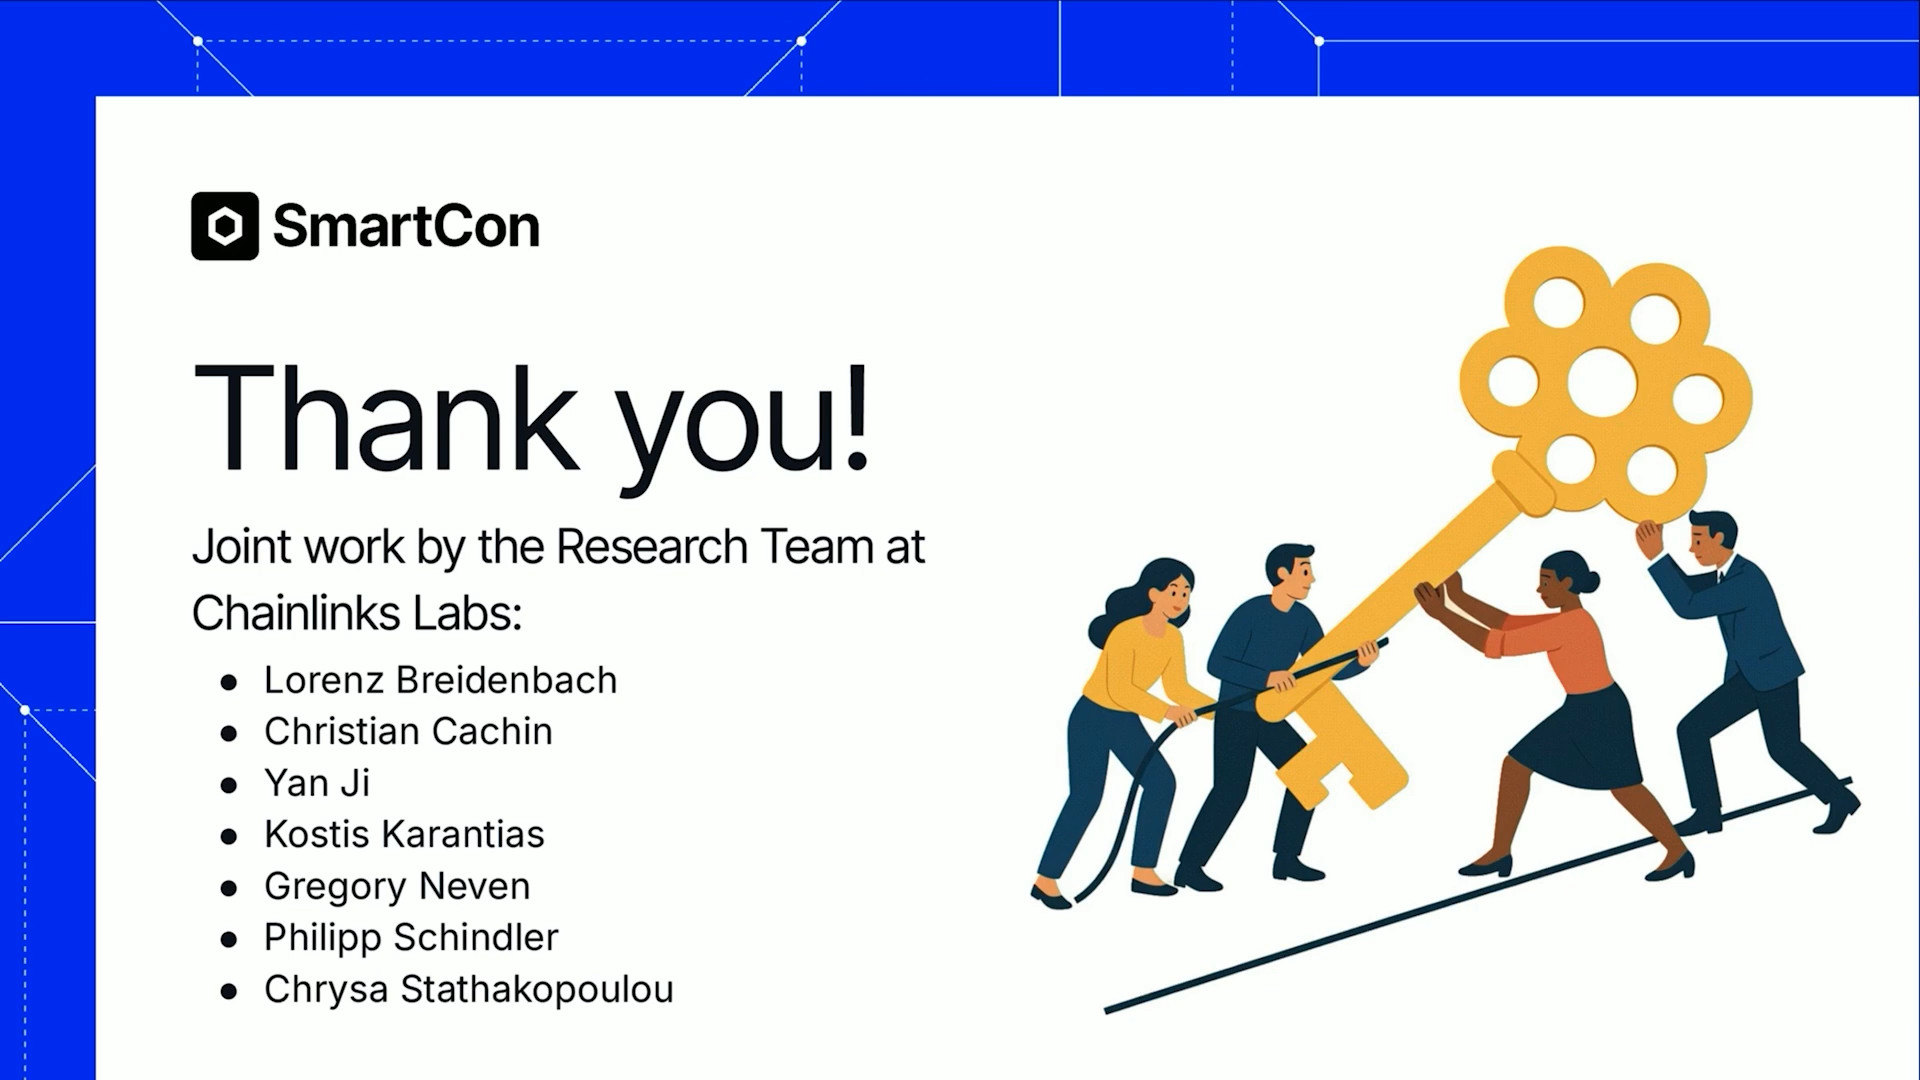 SmartCon
Thank you!
Joint work by the Research Team at
Chainlinks Labs:
● Lorenz Breidenbach
● Christian Cachin
● Yan Ji
● Kostis Karantias
● Gregory Neven
● Philipp Schindler
● Chrysa Stathakopoulou